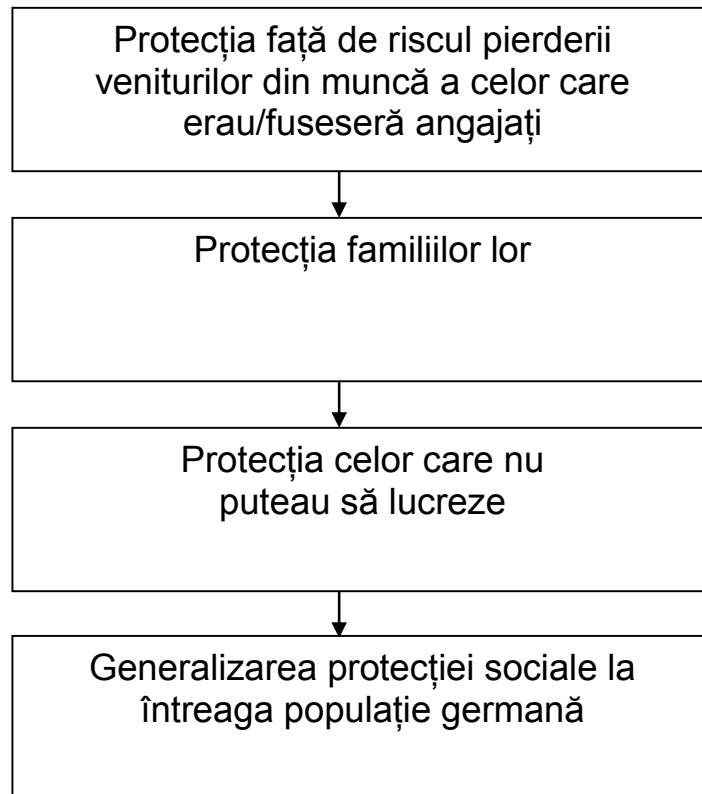 Protecția față de riscul pierderii
veniturilor din muncă a celor care
erau/fuseseră angajați
Protecția familiilor lor
Protecția celor care nu
puteau să lucreze
Generalizarea protecției sociale la
întreaga populație germană